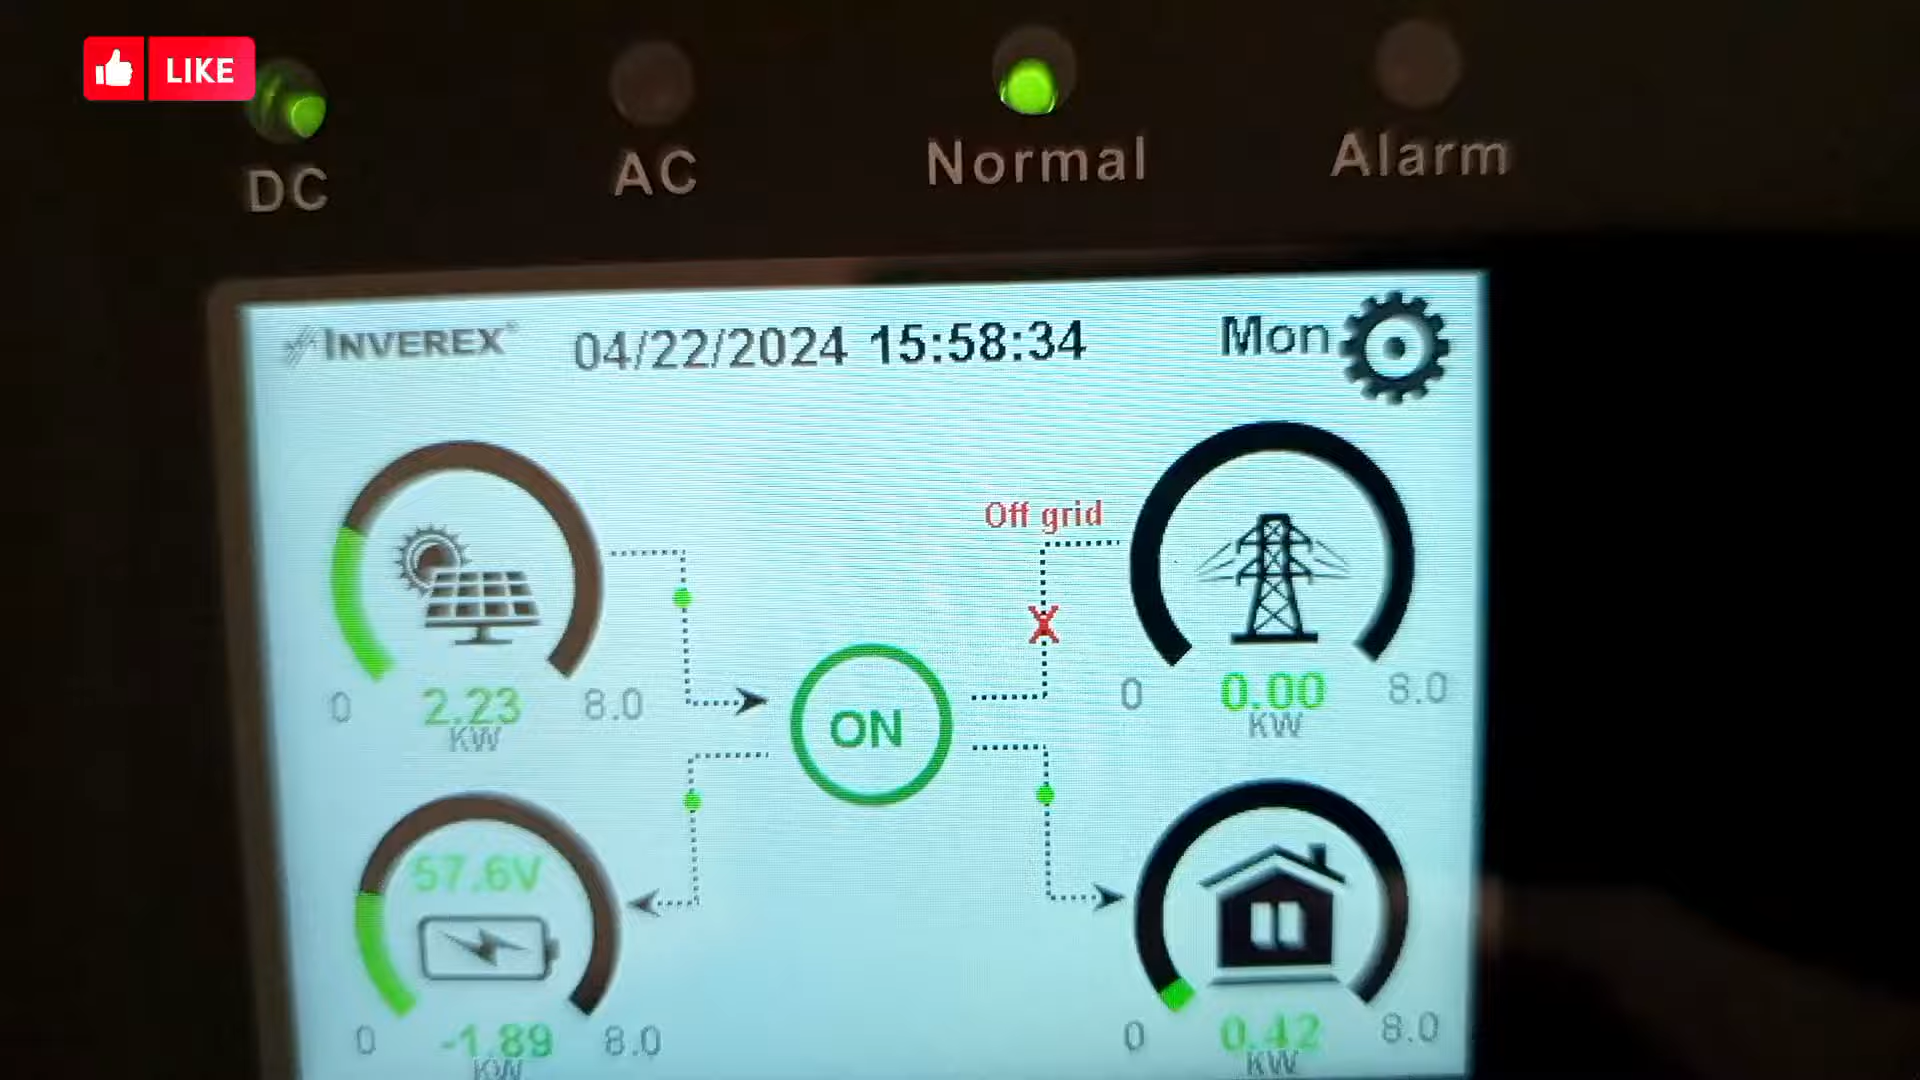 LIKE
DC
AC
Normal
Alarm
INVEREX®
04/22/2024 15:58:34
Mon
Off grid
0
2.23
8.0
KW
0
0.00
8.0
KW
ON
57.6V
0
-1.89
8.0
KW
0
0.42
8.0
KW